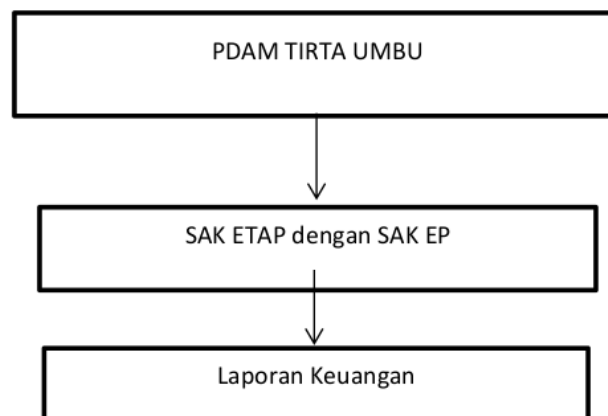 PDAM TIRTA UMBU
SAK ETAP dengan SAK EP
Laporan Keuangan